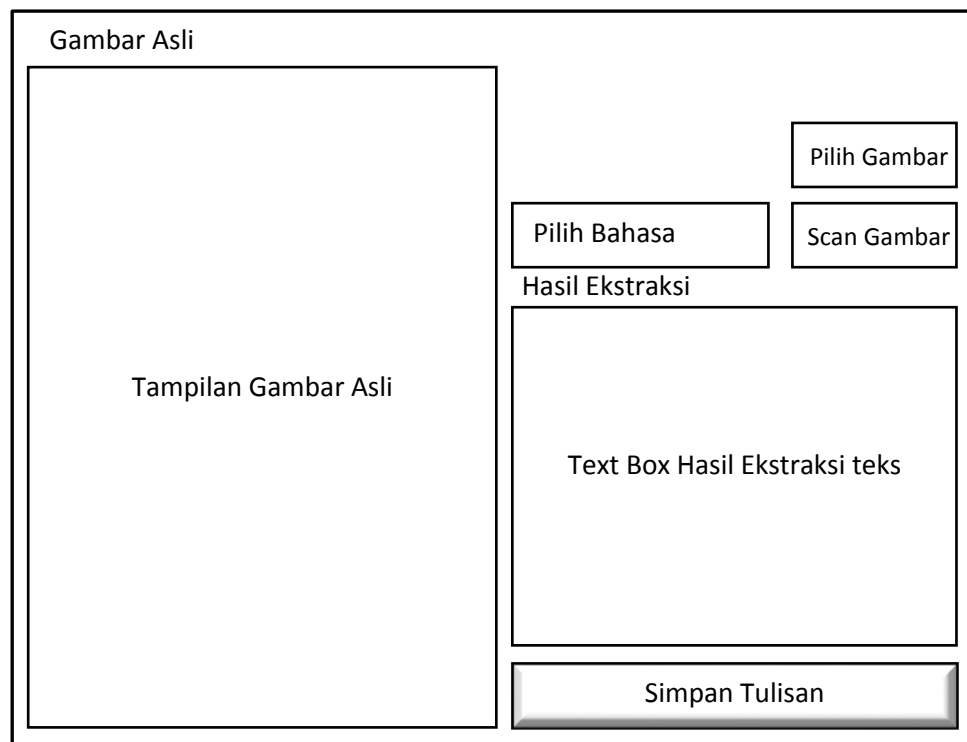 Gambar Asli
Tampilan Gambar Asli
Pilih Gambar
Pilih Bahasa
Scan Gambar
Hasil Ekstraksi
Text Box Hasil Ekstraksi teks
Simpan Tulisan